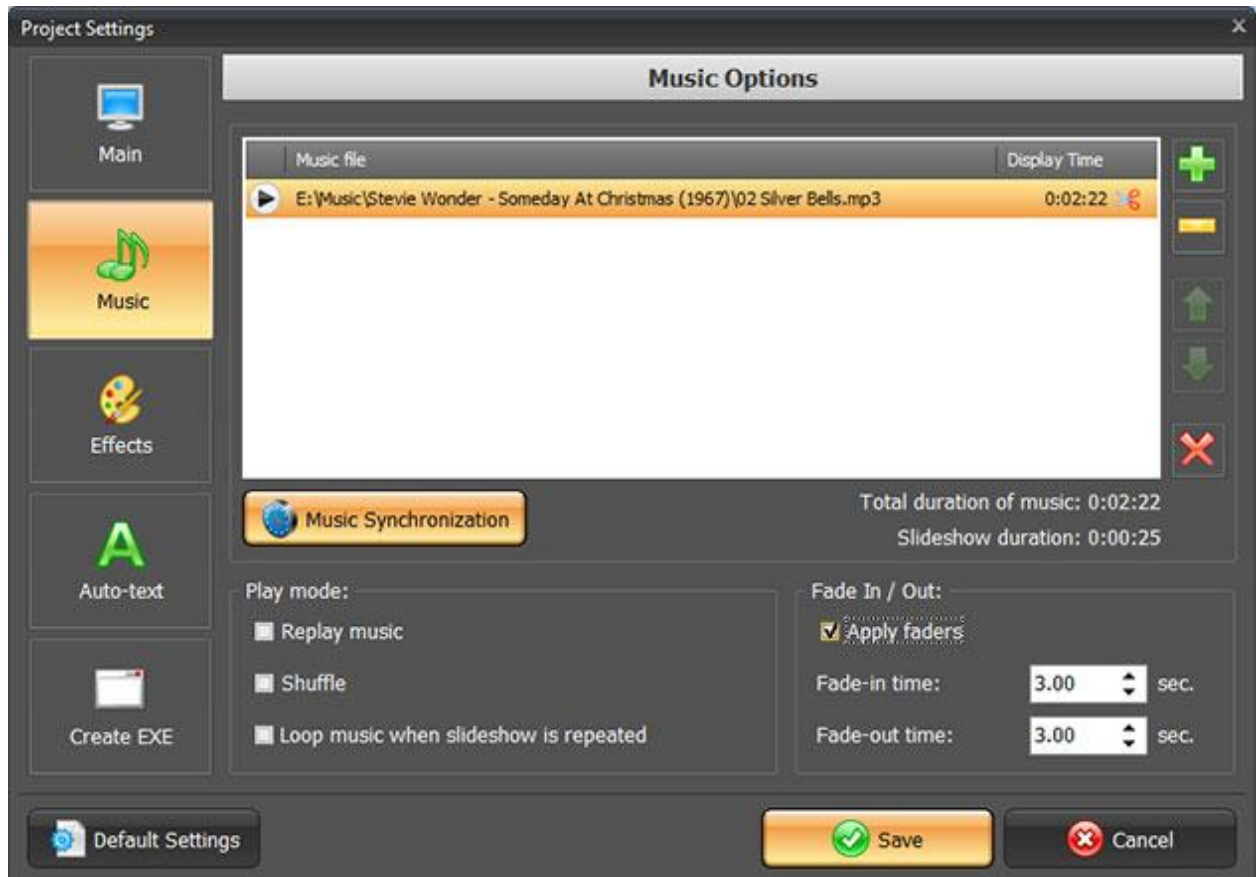 Project Settings
Music Options
Main
Music file Display Time
E:\Music\Stevie Wonder - Someday At Christmas (1967)\02 Silver Bells.mp3 0:02:22
Music
Effects
Music Synchronization
Total duration of music: 0:02:22
Slideshow duration: 0:00:25
A
Auto-text
Play mode:
Replay music
Shuffle
Loop music when slideshow is repeated
Fade In / Out:
Apply faders
Fade-in time: 3.00 sec.
Fade-out time: 3.00 sec.
Create EXE
Default Settings
Save
Cancel